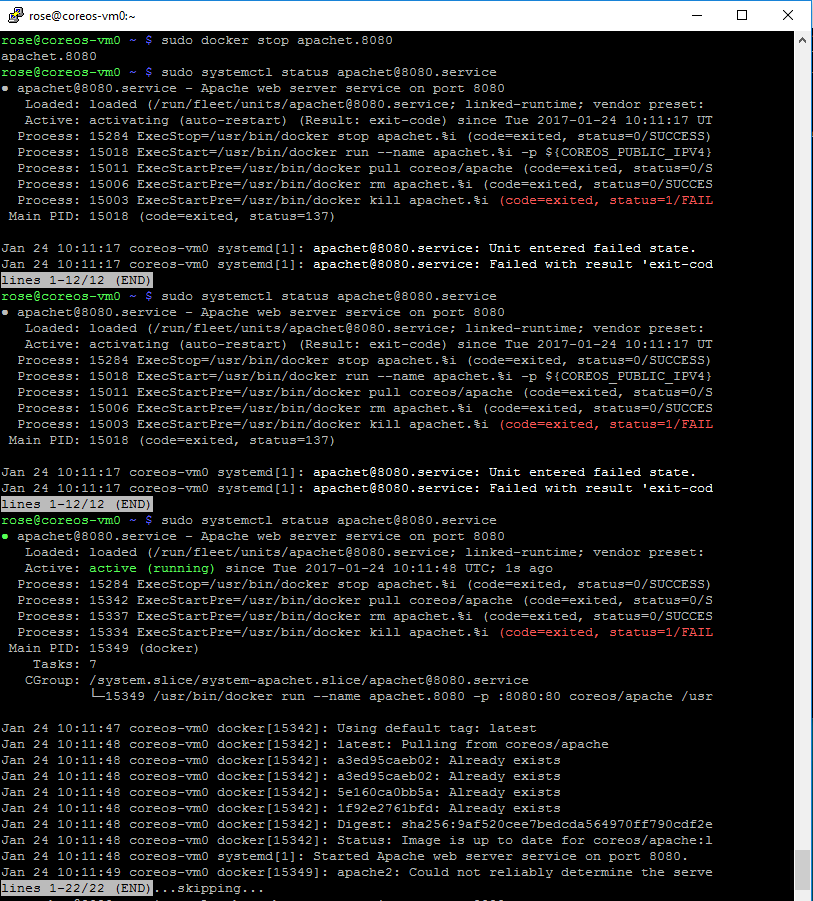 rose@coreos-vm0:~
rose@coreos-vm0 ~ $ sudo docker stop apachet.8080
apachet.8080
rose@coreos-vm0 ~ $ sudo systemctl status apachet@8080.service
● apachet@8080.service - Apache web server service on port 8080
   Loaded: loaded (/run/fleet/units/apachet@8080.service; linked-runtime; vendor preset:
   Active: activating (auto-restart) (Result: exit-code) since Tue 2017-01-24 10:11:17 UT
  Process: 15284 ExecStop=/usr/bin/docker stop apachet.%i (code=exited, status=0/SUCCESS)
  Process: 15018 ExecStart=/usr/bin/docker run --name apachet.%i -p ${COREOS_PUBLIC_IPV4}
  Process: 15011 ExecStartPre=/usr/bin/docker pull coreos/apache (code=exited, status=0/S
  Process: 15006 ExecStartPre=/usr/bin/docker rm apachet.%i (code=exited, status=0/SUCCES
  Process: 15003 ExecStartPre=/usr/bin/docker kill apachet.%i (code=exited, status=1/FAIL
 Main PID: 15018 (code=exited, status=137)
Jan 24 10:11:17 coreos-vm0 systemd[1]: apachet@8080.service: Unit entered failed state.
Jan 24 10:11:17 coreos-vm0 systemd[1]: apachet@8080.service: Failed with result 'exit-cod
lines 1-12/12 (END)
rose@coreos-vm0 ~ $ sudo systemctl status apachet@8080.service
● apachet@8080.service - Apache web server service on port 8080
   Loaded: loaded (/run/fleet/units/apachet@8080.service; linked-runtime; vendor preset:
   Active: activating (auto-restart) (Result: exit-code) since Tue 2017-01-24 10:11:17 UT
  Process: 15284 ExecStop=/usr/bin/docker stop apachet.%i (code=exited, status=0/SUCCESS)
  Process: 15018 ExecStart=/usr/bin/docker run --name apachet.%i -p ${COREOS_PUBLIC_IPV4}
  Process: 15011 ExecStartPre=/usr/bin/docker pull coreos/apache (code=exited, status=0/S
  Process: 15006 ExecStartPre=/usr/bin/docker rm apachet.%i (code=exited, status=0/SUCCES
  Process: 15003 ExecStartPre=/usr/bin/docker kill apachet.%i (code=exited, status=1/FAIL
 Main PID: 15018 (code=exited, status=137)
Jan 24 10:11:17 coreos-vm0 systemd[1]: apachet@8080.service: Unit entered failed state.
Jan 24 10:11:17 coreos-vm0 systemd[1]: apachet@8080.service: Failed with result 'exit-cod
lines 1-12/12 (END)
rose@coreos-vm0 ~ $ sudo systemctl status apachet@8080.service
● apachet@8080.service - Apache web server service on port 8080
   Loaded: loaded (/run/fleet/units/apachet@8080.service; linked-runtime; vendor preset:
   Active: active (running) since Tue 2017-01-24 10:11:48 UTC; 1s ago
  Process: 15284 ExecStop=/usr/bin/docker stop apachet.%i (code=exited, status=0/SUCCESS)
  Process: 15342 ExecStartPre=/usr/bin/docker pull coreos/apache (code=exited, status=0/S
  Process: 15337 ExecStartPre=/usr/bin/docker rm apachet.%i (code=exited, status=0/SUCCES
  Process: 15334 ExecStartPre=/usr/bin/docker kill apachet.%i (code=exited, status=1/FAIL
 Main PID: 15349 (docker)
    Tasks: 7
   CGroup: /system.slice/system-apachet.slice/apachet@8080.service
           └─15349 /usr/bin/docker run --name apachet.8080 -p :8080:80 coreos/apache /usr
Jan 24 10:11:47 coreos-vm0 docker[15342]: Using default tag: latest
Jan 24 10:11:48 coreos-vm0 docker[15342]: latest: Pulling from coreos/apache
Jan 24 10:11:48 coreos-vm0 docker[15342]: a3ed95caeb02: Already exists
Jan 24 10:11:48 coreos-vm0 docker[15342]: a3ed95caeb02: Already exists
Jan 24 10:11:48 coreos-vm0 docker[15342]: 5e160ca0bb5a: Already exists
Jan 24 10:11:48 coreos-vm0 docker[15342]: 1f92e2761bfd: Already exists
Jan 24 10:11:48 coreos-vm0 docker[15342]: Digest: sha256:9af520cee7bedcda564970ff790cdf2e
Jan 24 10:11:48 coreos-vm0 docker[15342]: Status: Image is up to date for coreos/apache:l
Jan 24 10:11:48 coreos-vm0 systemd[1]: Started Apache web server service on port 8080.
Jan 24 10:11:49 coreos-vm0 docker[15349]: apache2: Could not reliably determine the serve
lines 1-22/22 (END)...skipping...